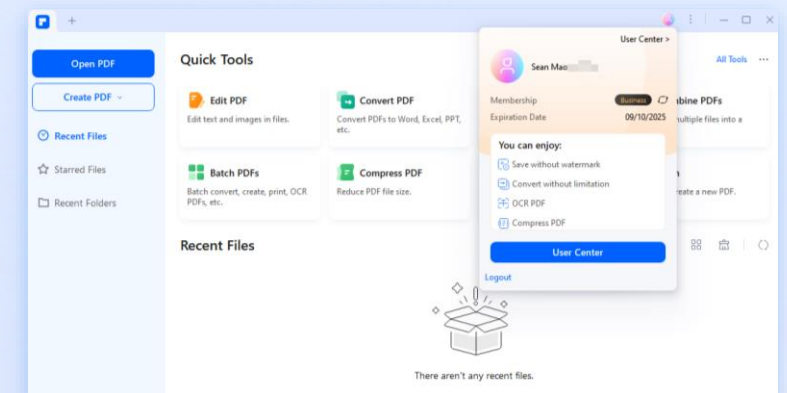 User Center >
Open PDF
Quick Tools
All Tools
Sean Mao
Create PDF
Edit PDF
Edit text and images in files.
Convert PDF
Convert PDFs to Word, Excel, PPT,
etc.
Membership
Business
Expiration Date
09/10/2025
bine PDFs
ultiple files into a
Recent Files
You can enjoy:
Save without watermark
Convert without limitation
OCR PDF
Compress PDF
Starred Files
Batch PDFs
Batch convert, create, print, OCR
PDFs, etc.
Compress PDF
Reduce PDF file size.
eate a new PDF.
Recent Folders
Recent Files
User Center
Logout
There aren't any recent files.